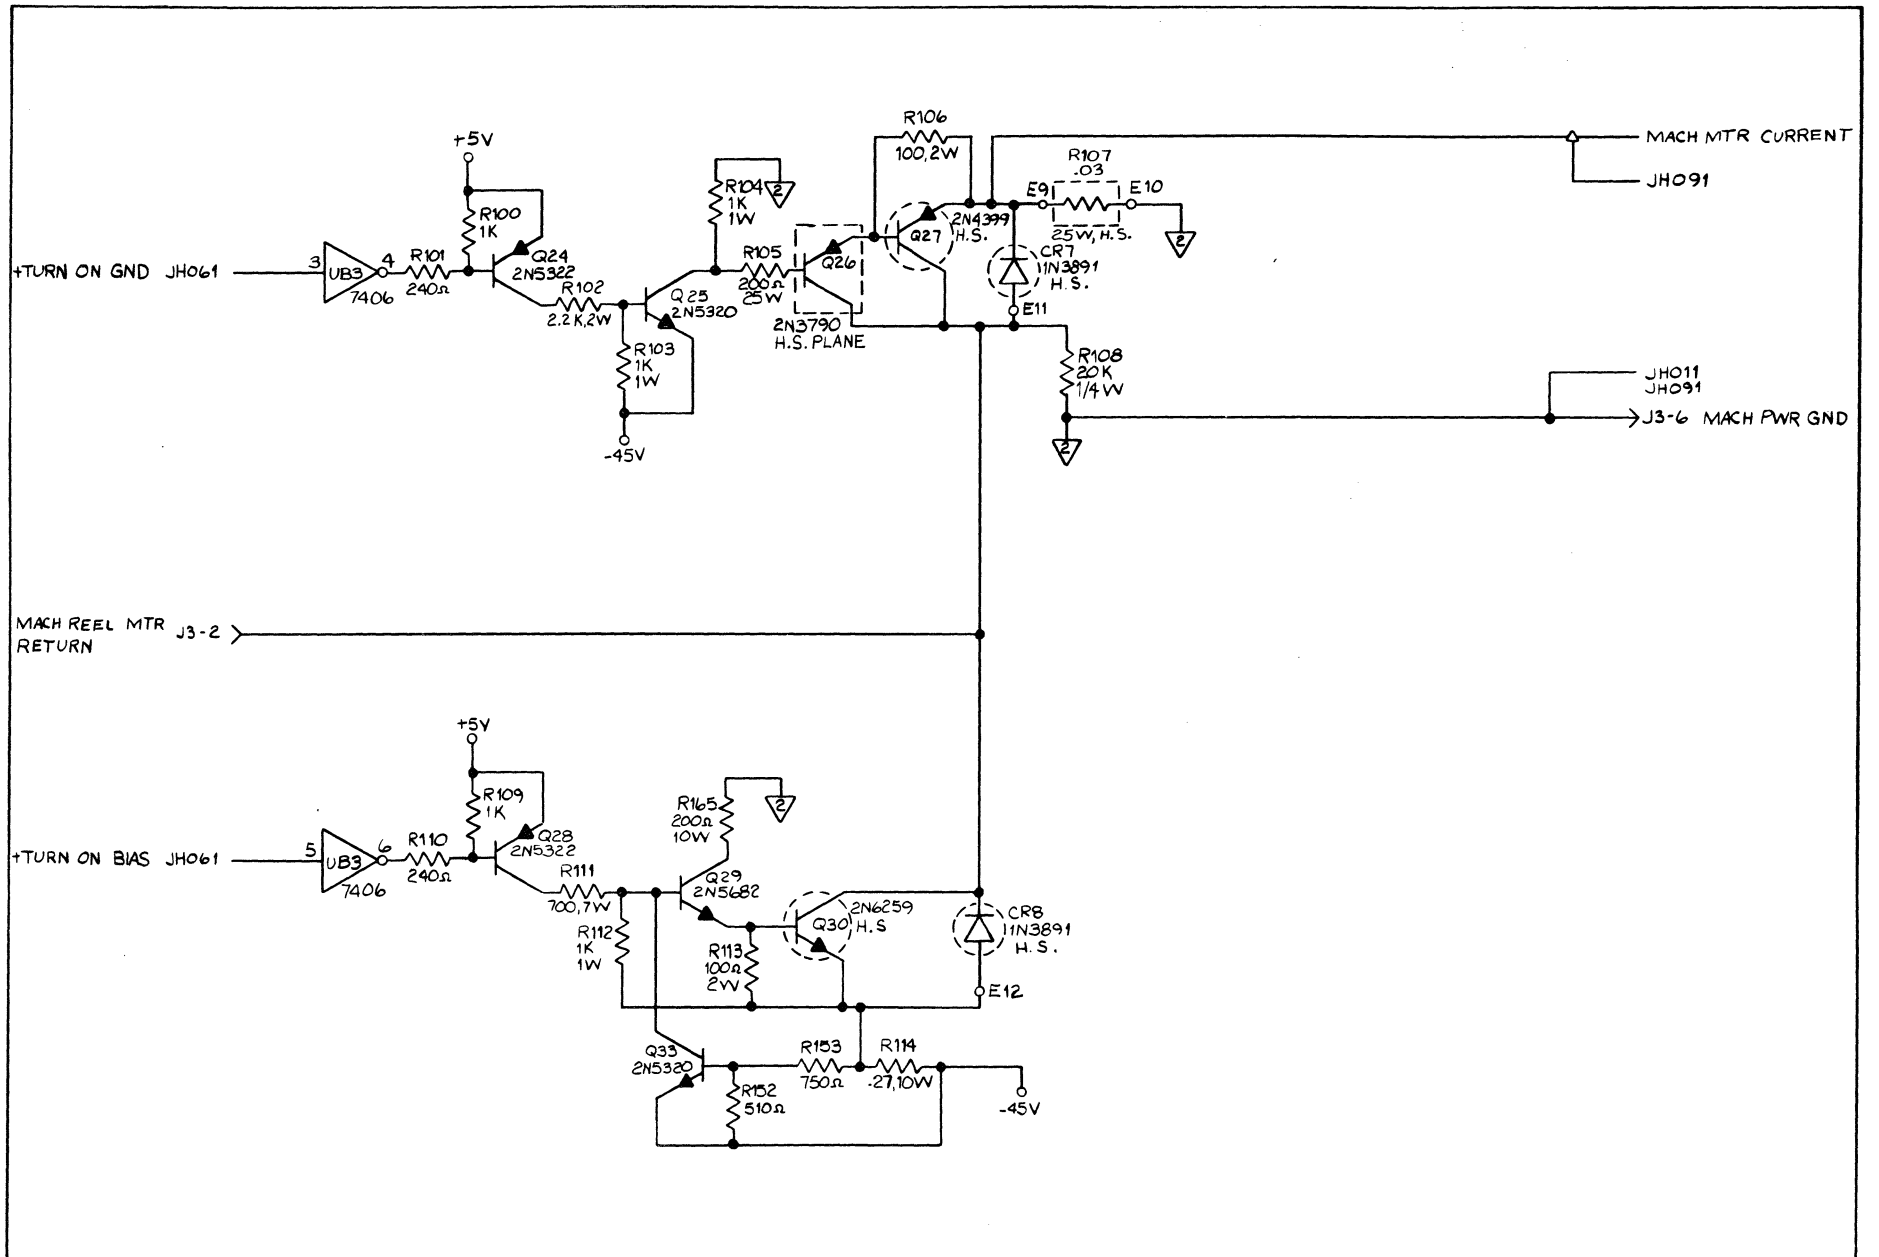 R106
100,2W
MACH MTR CURRENT
JH091
+5V
R107
.03
E9
E10
25W, H.S.
2
R104
1K
1W
2
R100
1K
2N4399
H.S.
Q27
Q24
2N5322
R105
200Ω
25W
Q26
CR7
1N3891
H.S.
+TURN ON GND JH061
3
UB3
4
7406
R101
240Ω
R102
2.2K,2W
Q25
2N5320
E11
2N3790
H.S. PLANE
R103
1K
1W
R108
20K
1/4W
JH011
JH091
J3-6 MACH PWR GND
2
-45V
MACH REEL MTR
RETURN
J3-2
+5V
R109
1K
R165
200Ω
10W
2
+TURN ON BIAS JH061
5
UB3
6
7406
R110
240Ω
Q28
2N5322
R111
700,7W
Q29
2N5682
2N6259
H.S
Q30
CR8
1N3891
H.S.
R112
1K
1W
R113
100Ω
2W
E12
Q33
2N5320
R153
750Ω
R114
.27,10W
R152
510Ω
-45V